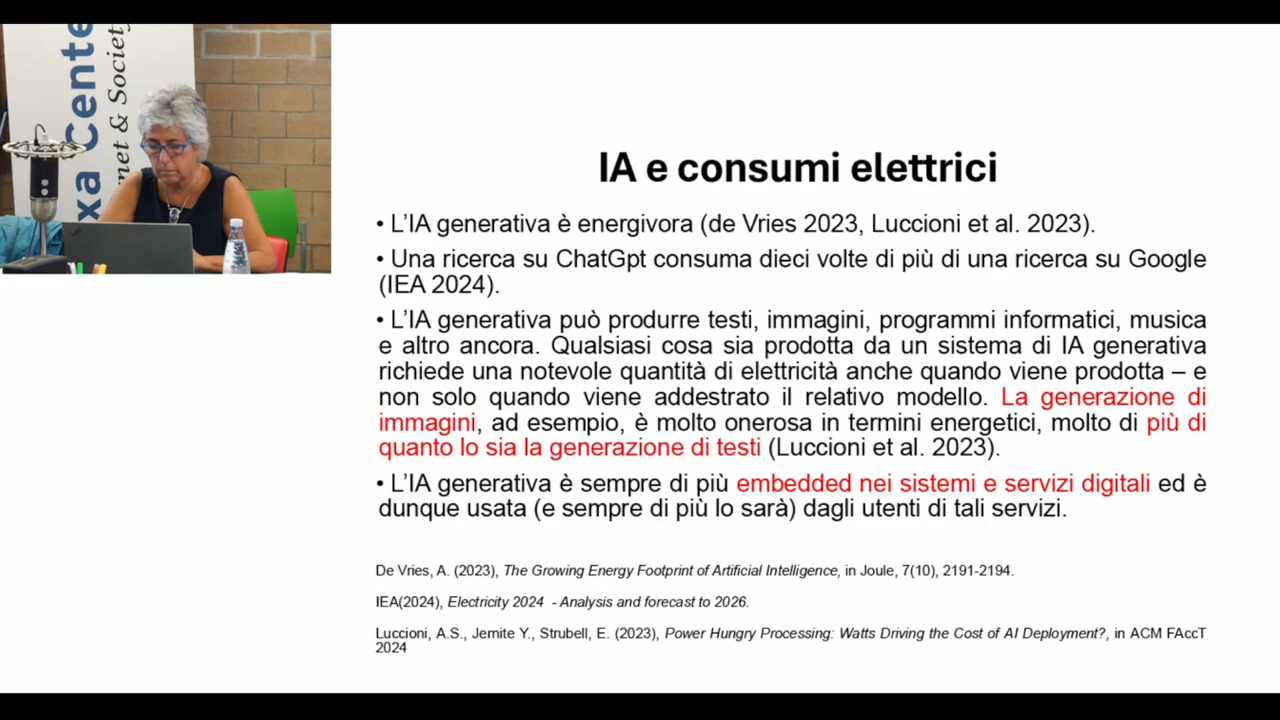 xa Cente
net & Society
IA e consumi elettrici
• L’IA generativa è energivora (de Vries 2023, Luccioni et al. 2023).
• Una ricerca su ChatGpt consuma dieci volte di più di una ricerca su Google
(IEA 2024).
• L’IA generativa può produrre testi, immagini, programmi informatici, musica
e altro ancora. Qualsiasi cosa sia prodotta da un sistema di IA generativa
richiede una notevole quantità di elettricità anche quando viene prodotta – e
non solo quando viene addestrato il relativo modello. La generazione di
immagini, ad esempio, è molto onerosa in termini energetici, molto di più di
quanto lo sia la generazione di testi (Luccioni et al. 2023).
• L’IA generativa è sempre di più embedded nei sistemi e servizi digitali ed è
dunque usata (e sempre di più lo sarà) dagli utenti di tali servizi.
De Vries, A. (2023), The Growing Energy Footprint of Artificial Intelligence, in Joule, 7(10), 2191-2194.
IEA(2024), Electricity 2024 - Analysis and forecast to 2026.
Luccioni, A.S., Jernite Y., Strubell, E. (2023), Power Hungry Processing: Watts Driving the Cost of AI Deployment?, in ACM FAccT
2024